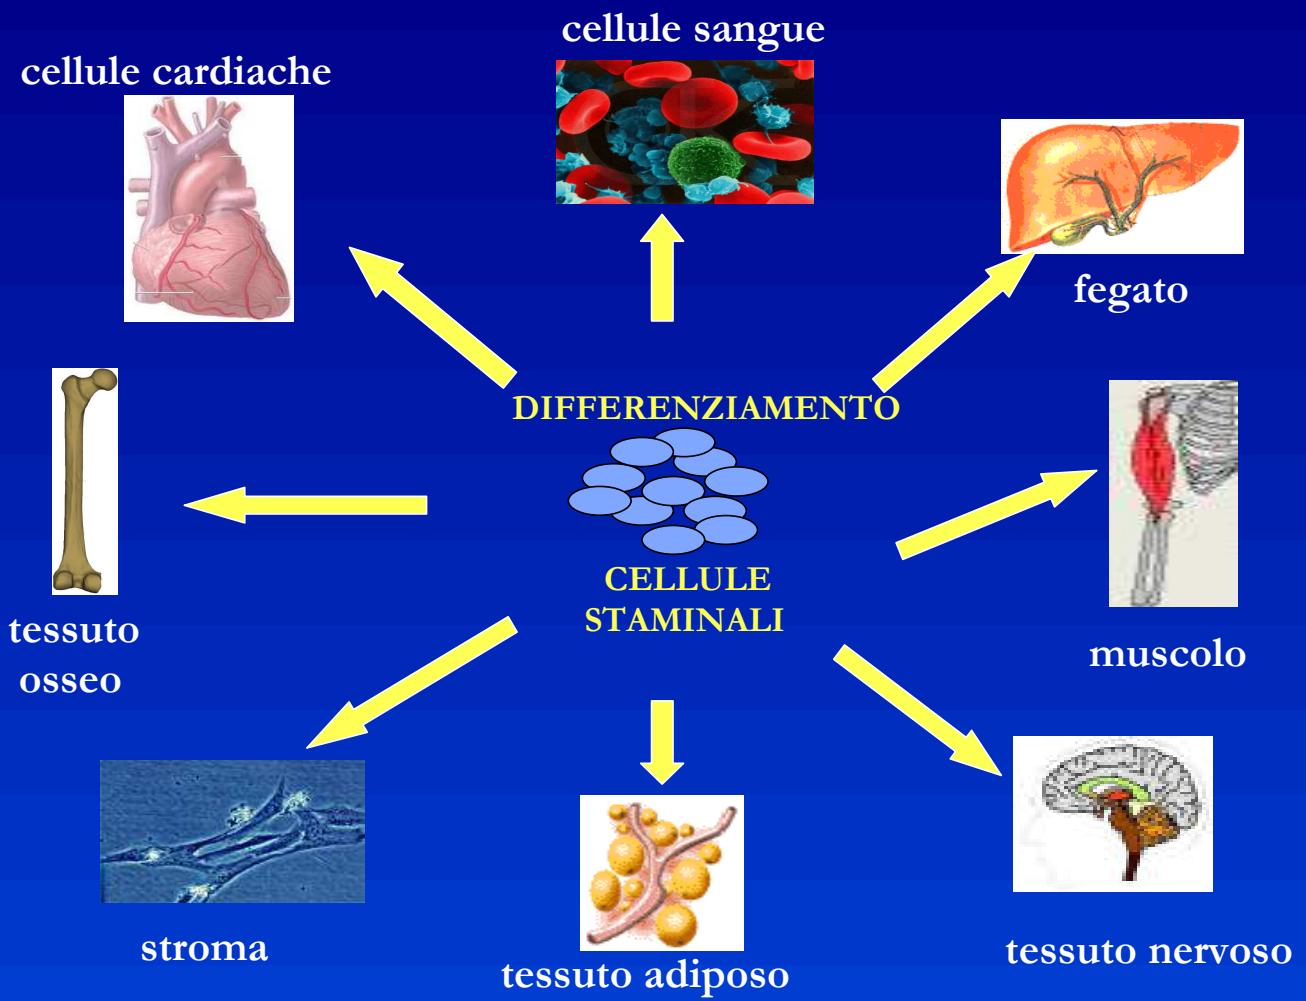 cellule sangue
cellule cardiache
fegato
DIFFERENZIAMENTO
CELLULE
STAMINALI
tessuto
osseo
muscolo
stroma
tessuto adiposo
tessuto nervoso